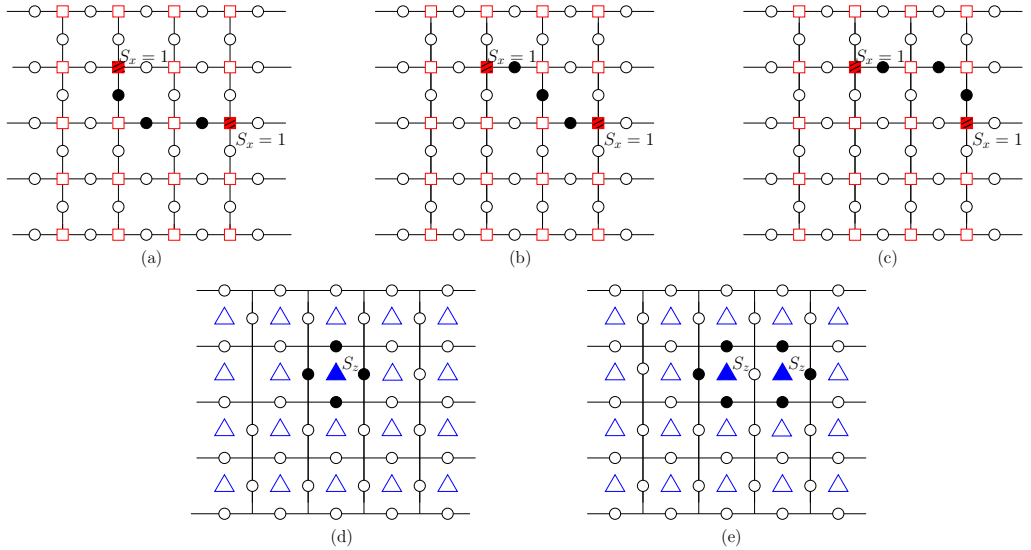 S_x = 1
S_x = 1
(a)
S_x = 1
S_x = 1
(b)
S_x = 1
S_x = 1
(c)
S_z
(d)
S_z
S_z
(e)